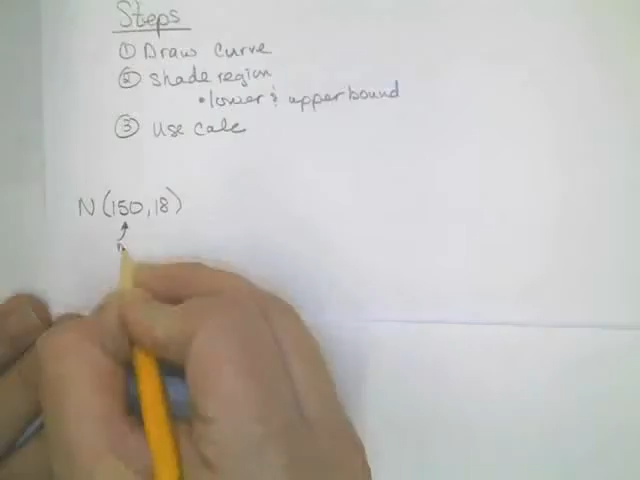 Steps
① Draw Curve
② Shade region
• lower & upper bound
③ Use calc
N(150,18)